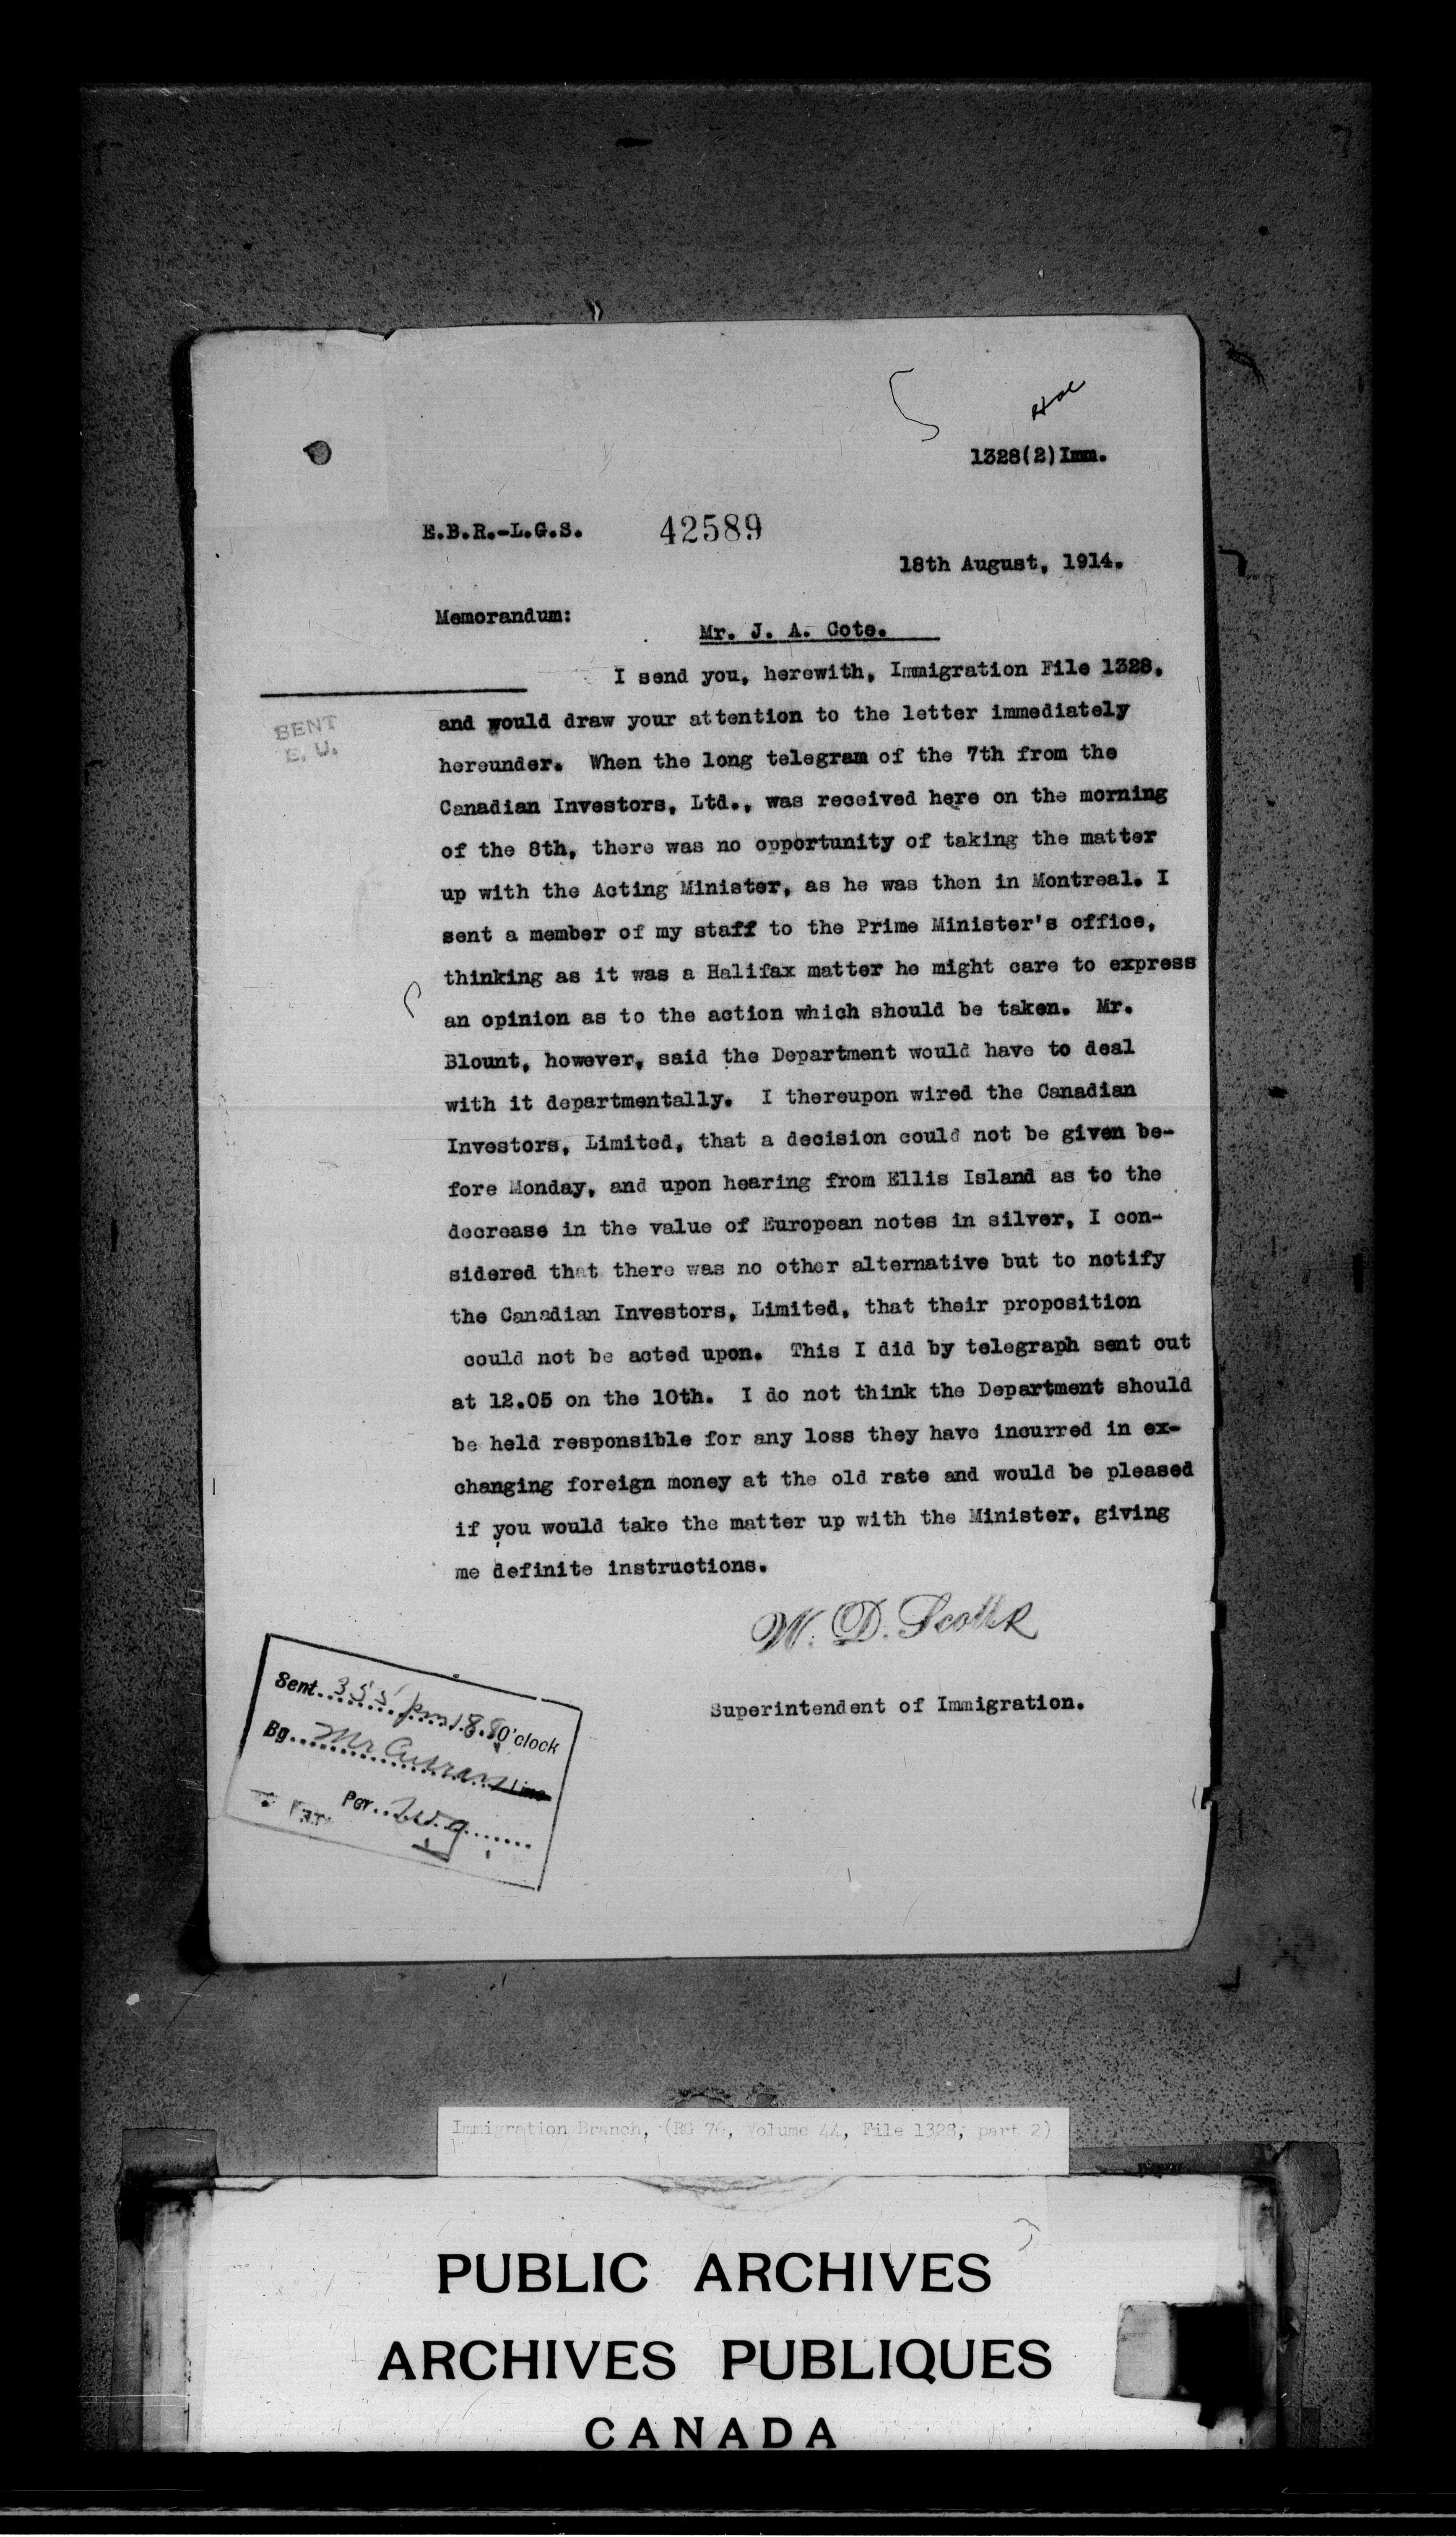 1328(2)Imm.
E.B.R.-L.G.S. 42589
18th August, 1914.
Memorandum:
Mr. J. A. Cote.
I send you, herewith, Immigration File 1328,
SENT
E. U.
and would draw your attention to the letter immediately
hereunder. When the long telegram of the 7th from the
Canadian Investors, Ltd., was received here on the morning
of the 8th, there was no opportunity of taking the matter
up with the Acting Minister, as he was then in Montreal. I
sent a member of my staff to the Prime Minister's office,
thinking as it was a Halifax matter he might care to express
an opinion as to the action which should be taken. Mr.
Blount, however, said the Department would have to deal
with it departmentally. I thereupon wired the Canadian
Investors, Limited, that a decision could not be given be-
fore Monday, and upon hearing from Ellis Island as to the
decrease in the value of European notes in silver, I con-
sidered that there was no other alternative but to notify
the Canadian Investors, Limited, that their proposition
could not be acted upon. This I did by telegraph sent out
at 12.05 on the 10th. I do not think the Department should
be held responsible for any loss they have incurred in ex-
changing foreign money at the old rate and would be pleased
if you would take the matter up with the Minister, giving
me definite instructions.
W. D. Scott
Superintendent of Immigration.
Sent 355 pm 18.8 O'clock
By Mr Curran Line
Per
Immigration Branch, (RG 76, Volume 44, File 1328, part 2)
PUBLIC ARCHIVES
ARCHIVES PUBLIQUES
CANADA